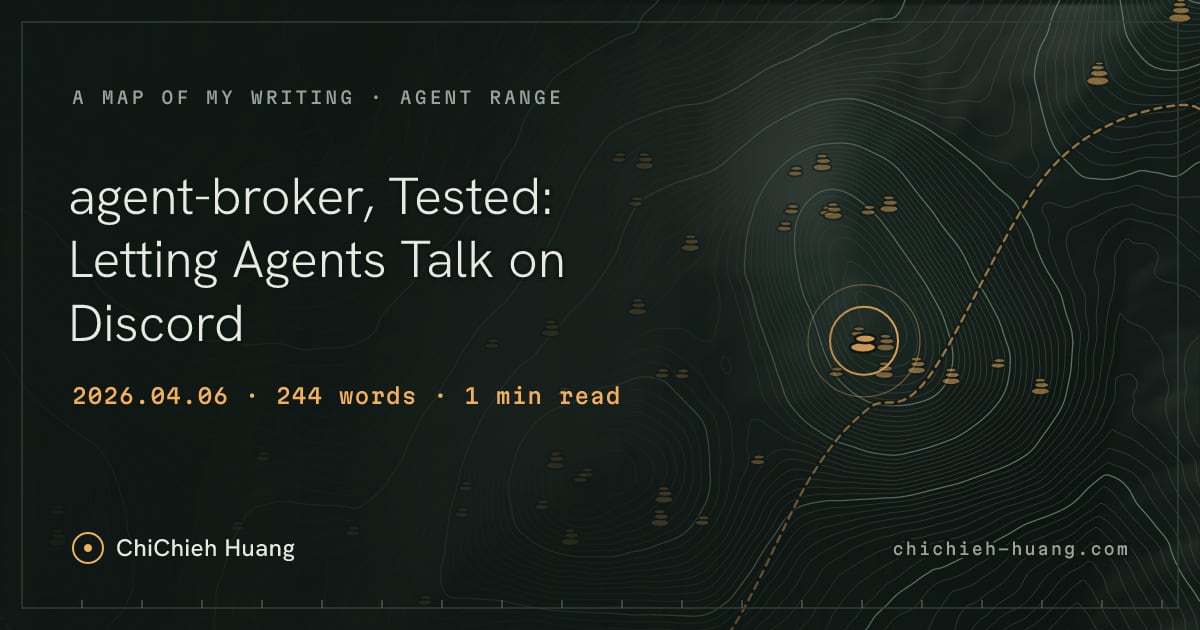 A MAP OF MY WRITING · AGENT RANGE
agent-broker, Tested:
Letting Agents Talk on
Discord
2026.04.06 · 244 words · 1 min read
ChiChieh Huang
chichieh-huang.com